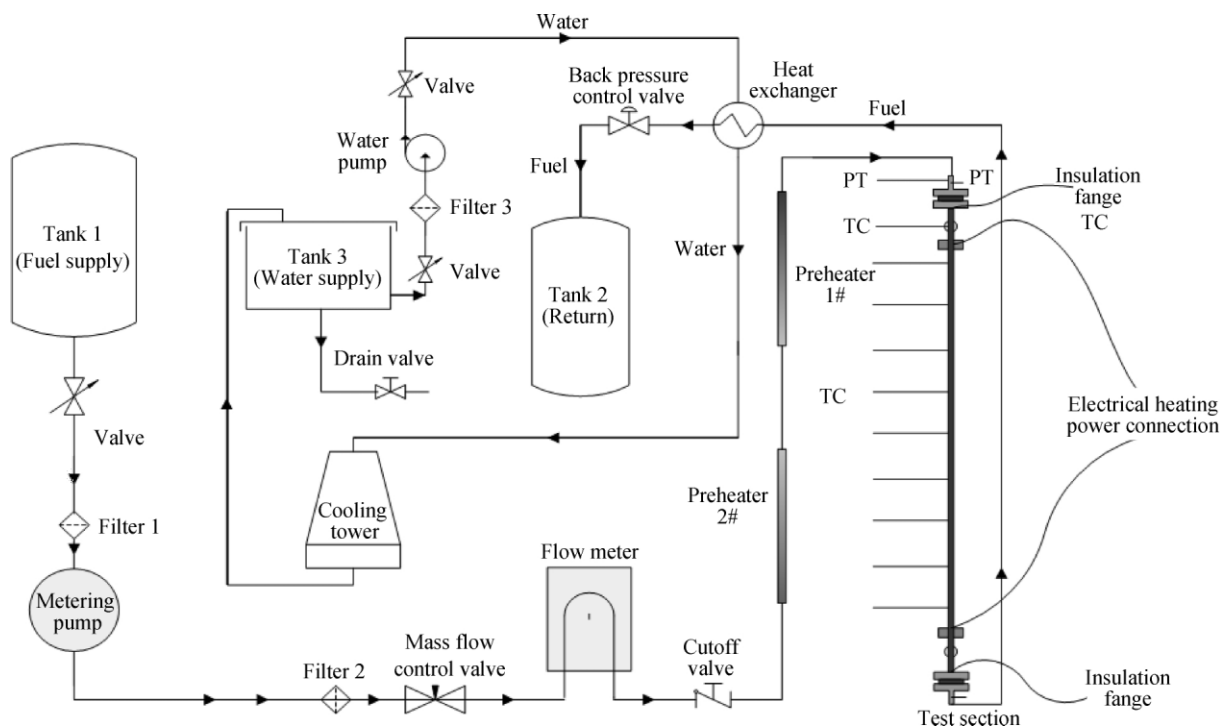 Water
Valve
Back pressure
control valve
Heat
exchanger
Fuel
Water
pump
Fuel
PT
PT
Insulation
fange
Tank 1
(Fuel supply)
Filter 3
TC
TC
Tank 3
(Water supply)
Water
Valve
Preheater
1#
Tank 2
(Return)
Drain valve
TC
Electrical heating
power connection
Valve
Preheater
2#
Cooling
tower
Filter 1
Flow meter
Metering
pump
Mass flow
control valve
Cutoff
valve
Filter 2
Insulation
fange
Test section